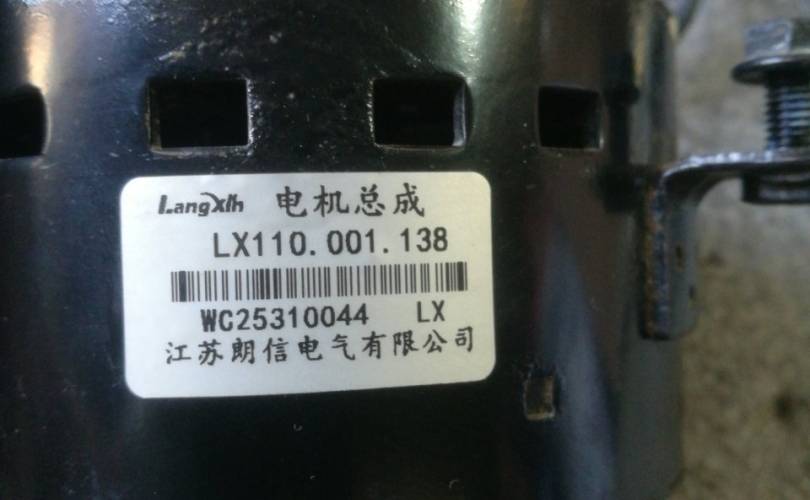 LangXih 电机总成
LX110.001.138
WC25310044 LX
江苏朗信电气有限公司